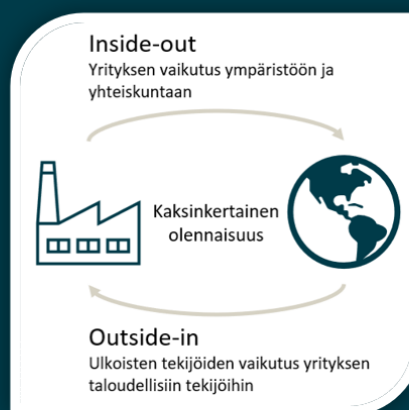 Inside-out
Yrityksen vaikutus ympäristöön ja
yhteiskuntaan
Kaksinkertainen
olennaisuus
Outside-in
Ulkoisten tekijöiden vaikutus yrityksen
taloudellisiin tekijöihin